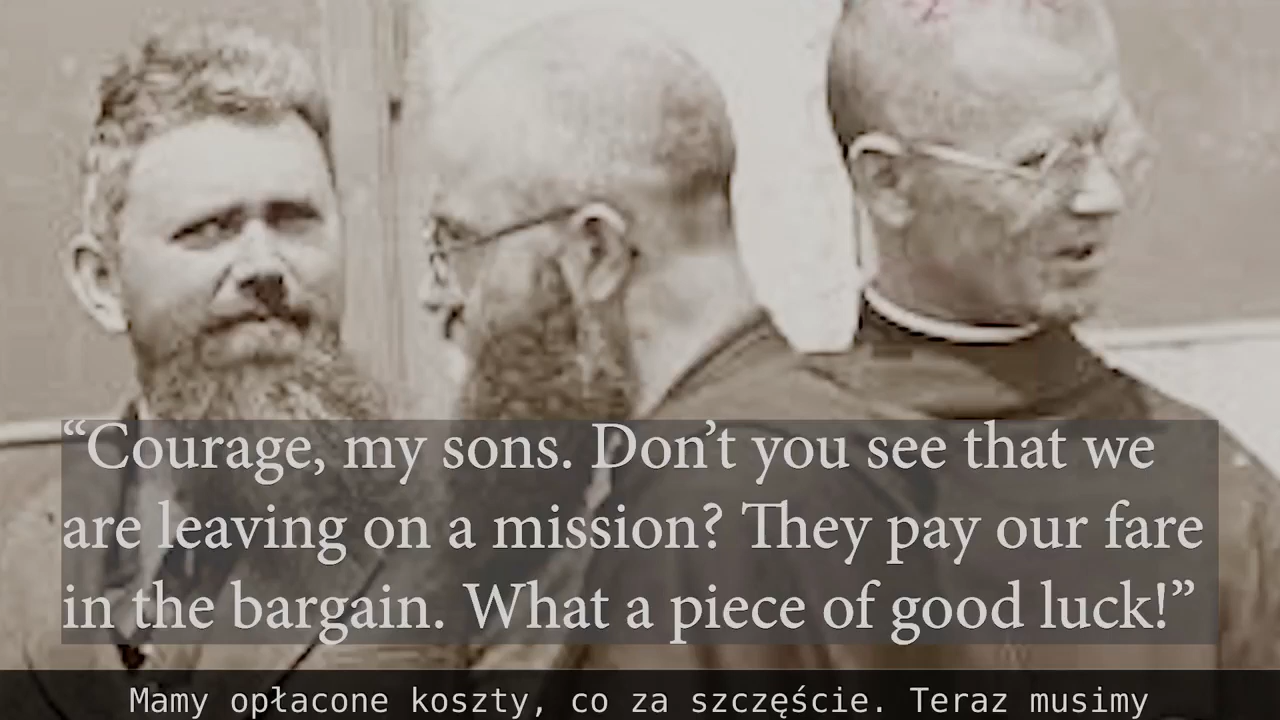 “Courage, my sons. Don’t you see that we
are leaving on a mission? They pay our fare
in the bargain. What a piece of good luck!”
Mamy opłacone koszty, co za szczęście. Teraz musimy